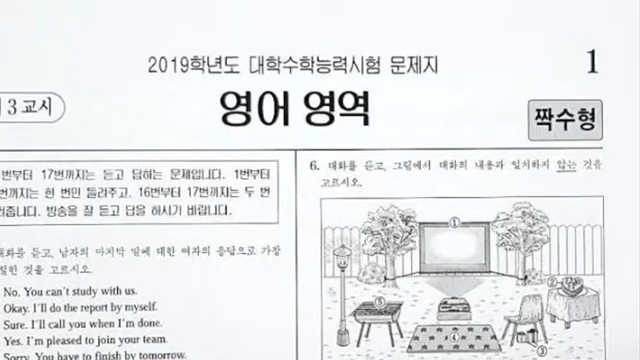 2019학년도 대학수학능력시험 문제지
1
3 교시
영어 영역
짝수형
번부터 17번까지는 듣고 답하는 문제입니다. 1번부터
번까지는 한 번만 들려주고, 16번부터 17번까지는 두 번
려줍니다. 방송을 잘 듣고 답을 하시기 바랍니다.
대화를 듣고, 남자의 마지막 말에 대한 여자의 응답으로 가장
절한 것을 고르시오.
No. You can't study with us.
Okay. I'll do the report by myself.
Sure. I'll call you when I'm done.
Yes. I'm pleased to join your team.
Sorry. You have to finish by tomorrow.
6. 대화를 듣고, 그림에서 대화의 내용과 일치하지 않는 것을
고르시오.
①
②
③
④
⑤